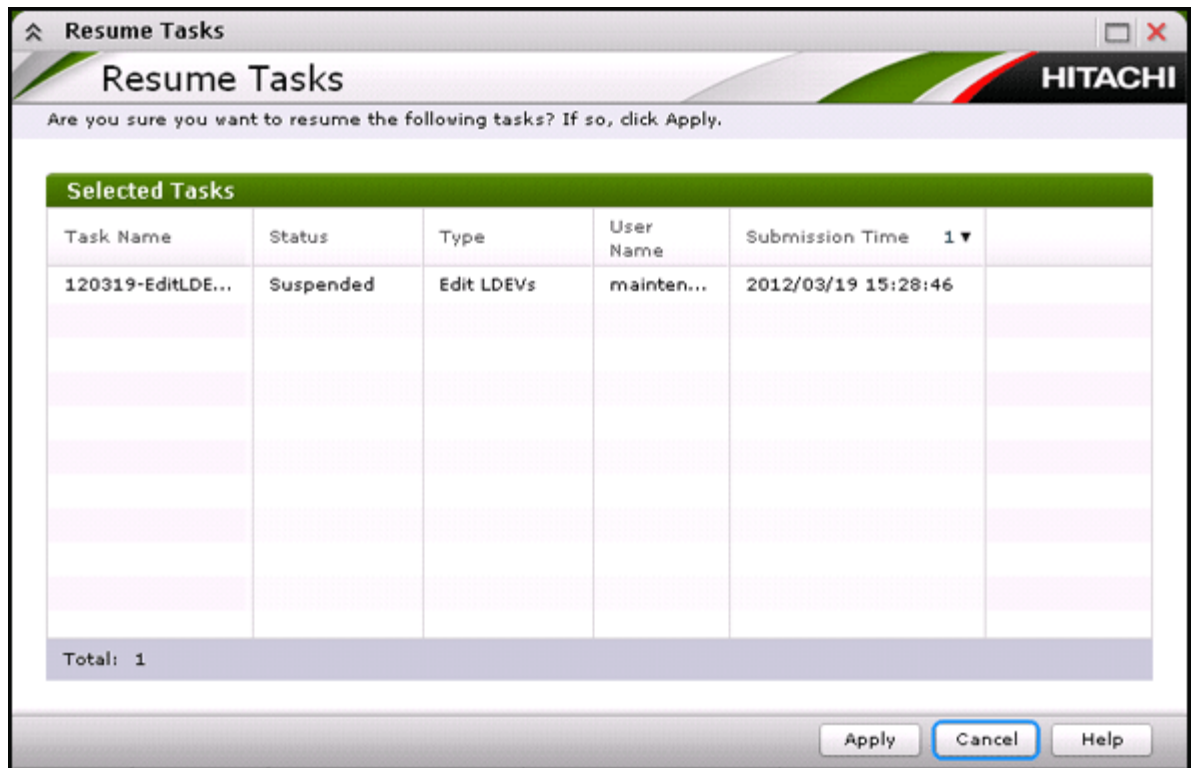 Resume Tasks
Resume Tasks
HITACHI
Are you sure you want to resume the following tasks? If so, click Apply.
Selected Tasks
Task Name Status Type User Name Submission Time 1▼
120319-EditLDE... Suspended Edit LDEVs mainten... 2012/03/19 15:28:46
Total: 1
Apply Cancel Help